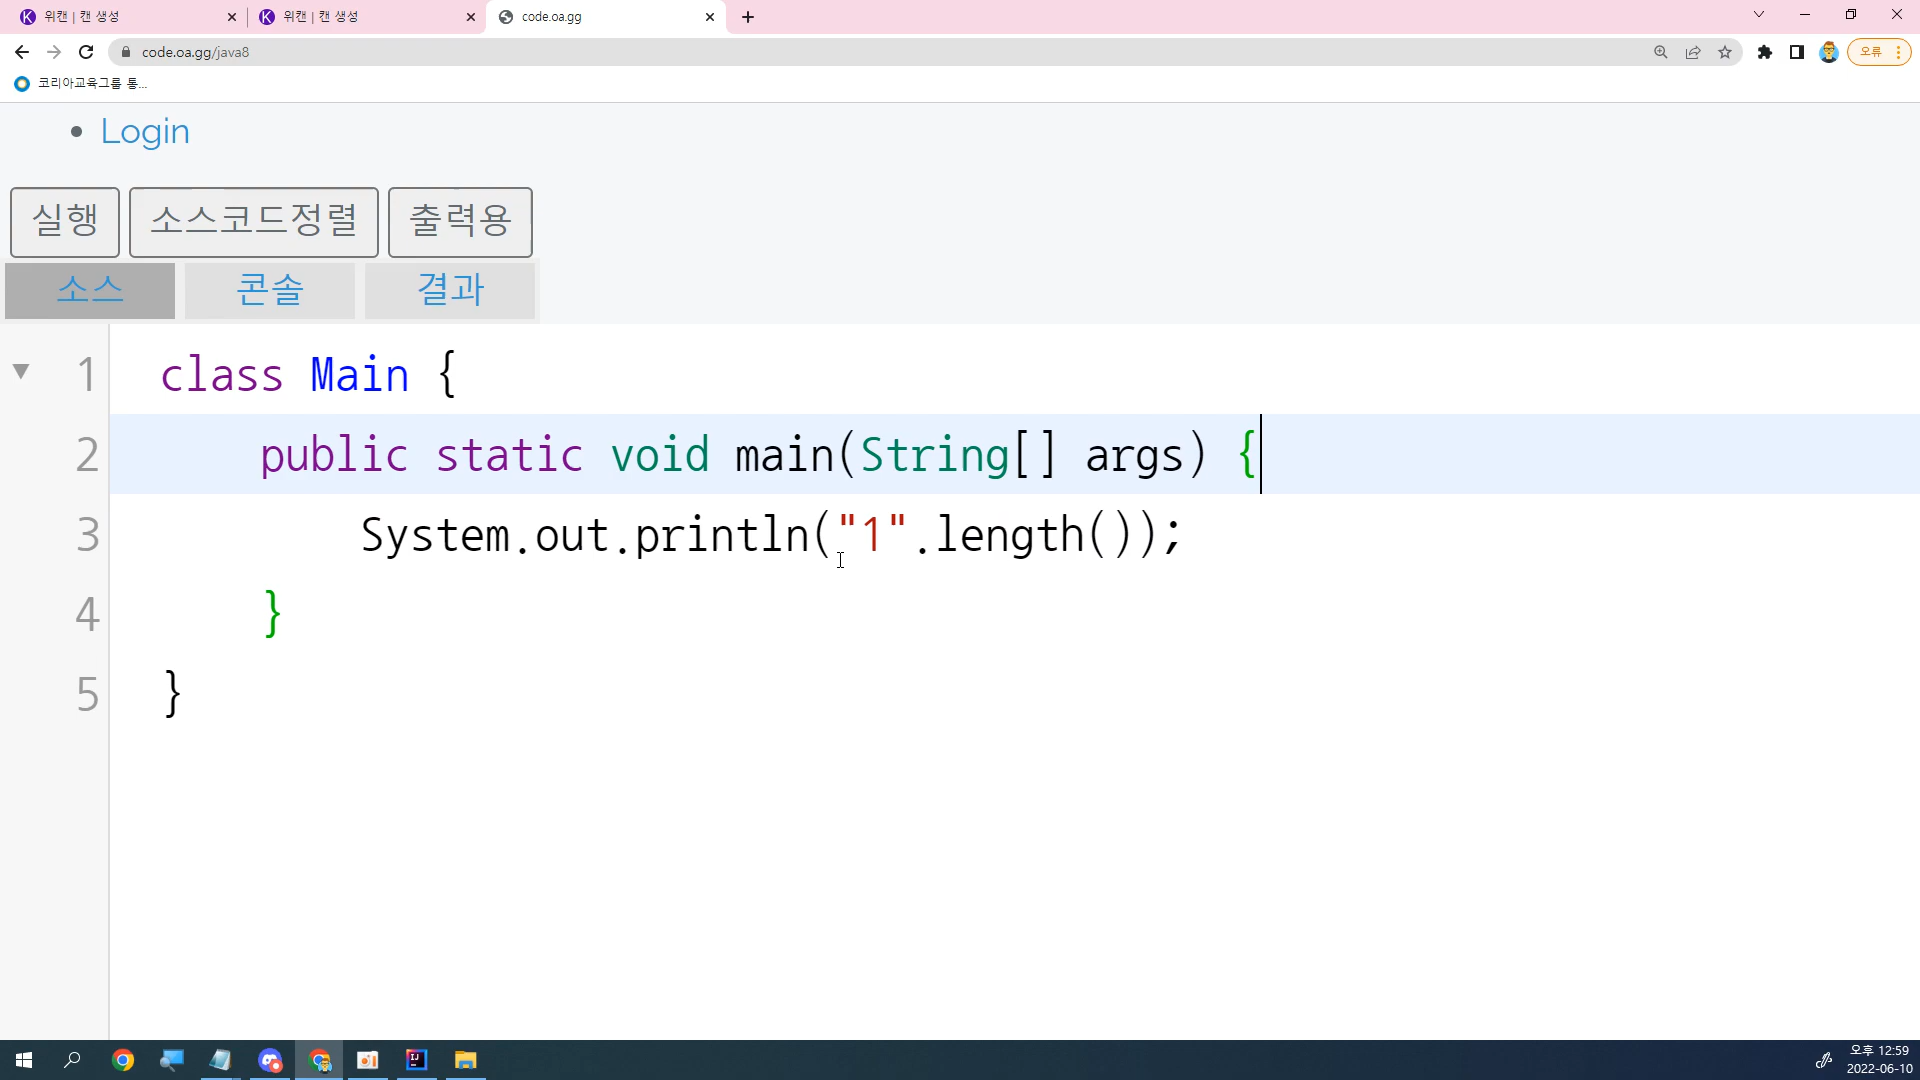 위캔 | 캔 생성
위캔 | 캔 생성
code.oa.gg
code.oa.gg/java8
오류
코리아교육그룹 통...
Login
실행
소스코드정렬
출력용
소스
콘솔
결과
1 class Main {
2 public static void main(String[] args) {
3 System.out.println("1".length());
4 }
5 }
오후 12:59
2022-06-10